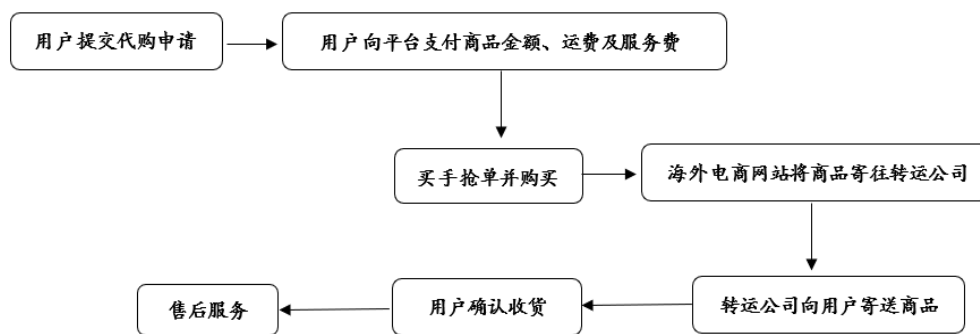 用户提交代购申请
用户向平台支付商品金额、运费及服务费
买手抢单并购买
海外电商网站将商品寄往转运公司
转运公司向用户寄送商品
用户确认收货
售后服务